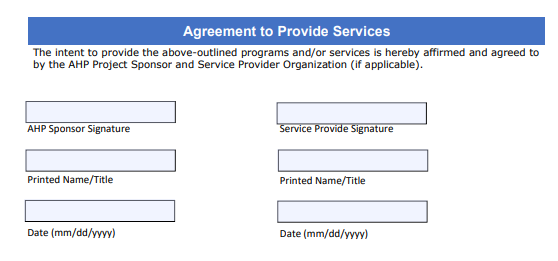 Agreement to Provide Services
The intent to provide the above-outlined programs and/or services is hereby affirmed and agreed to
by the AHP Project Sponsor and Service Provider Organization (if applicable).
AHP Sponsor Signature
Service Provide Signature
Printed Name/Title
Printed Name/Title
Date (mm/dd/yyyy)
Date (mm/dd/yyyy)